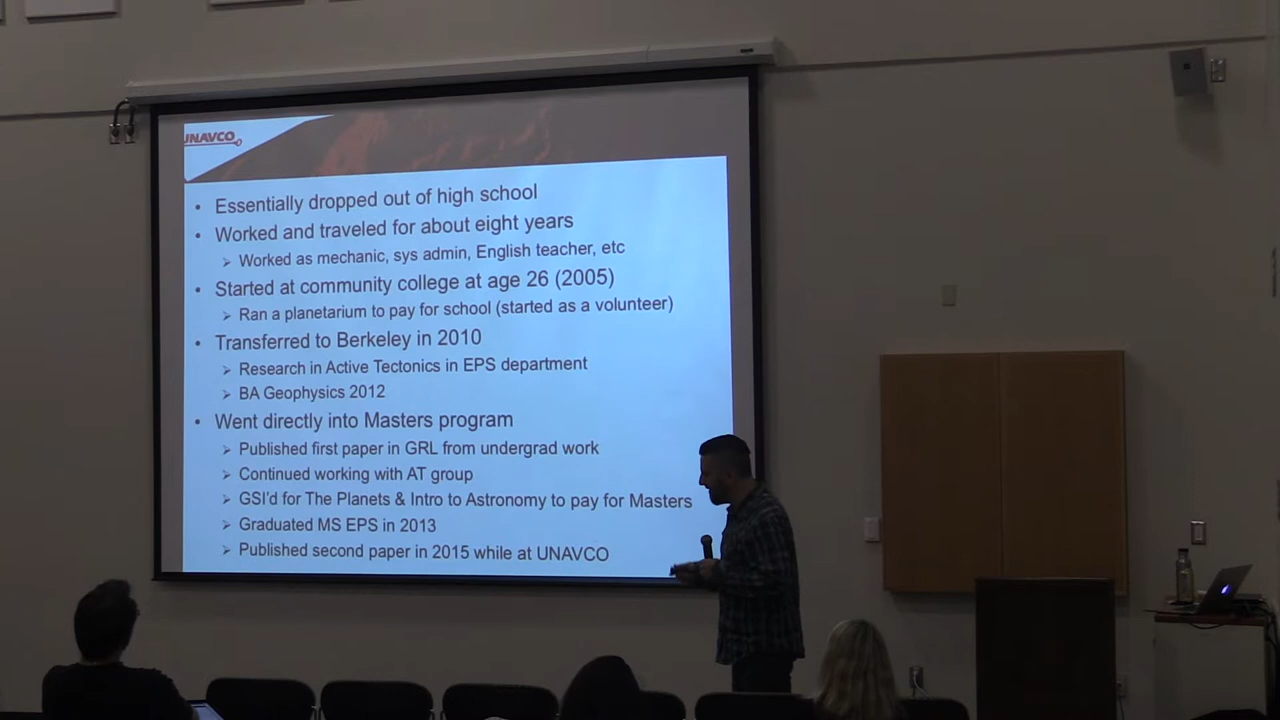 UNAVCO
• Essentially dropped out of high school
• Worked and traveled for about eight years
➢ Worked as mechanic, sys admin, English teacher, etc
• Started at community college at age 26 (2005)
➢ Ran a planetarium to pay for school (started as a volunteer)
• Transferred to Berkeley in 2010
➢ Research in Active Tectonics in EPS department
➢ BA Geophysics 2012
• Went directly into Masters program
➢ Published first paper in GRL from undergrad work
➢ Continued working with AT group
➢ GSI'd for The Planets & Intro to Astronomy to pay for Masters
➢ Graduated MS EPS in 2013
➢ Published second paper in 2015 while at UNAVCO